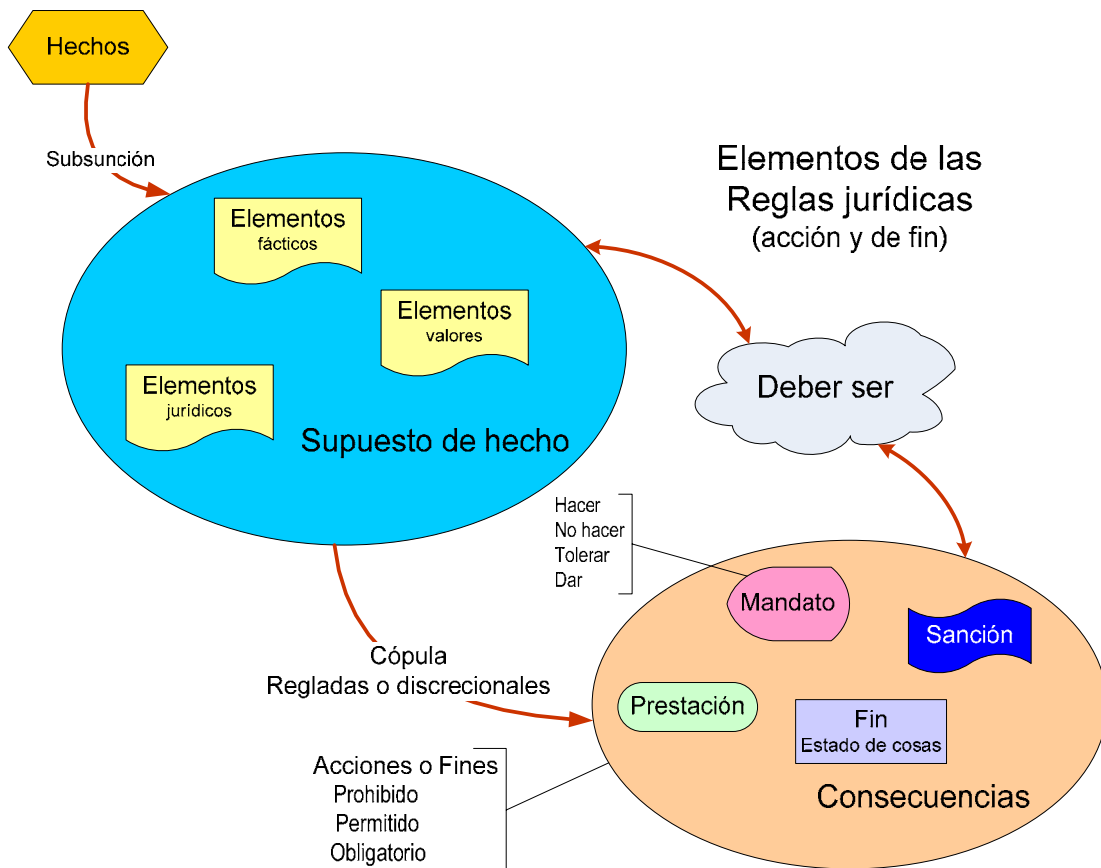 Hechos
Subsunción
Elementos de las
Reglas jurídicas
(acción y de fin)
Elementos
fácticos
Elementos
valores
Elementos
jurídicos
Supuesto de hecho
Deber ser
Hacer
No hacer
Tolerar
Dar
Mandato
Sanción
Cópula
Regladas o discrecionales
Prestación
Fin
Estado de cosas
Consecuencias
Acciones o Fines
Prohibido
Permitido
Obligatorio